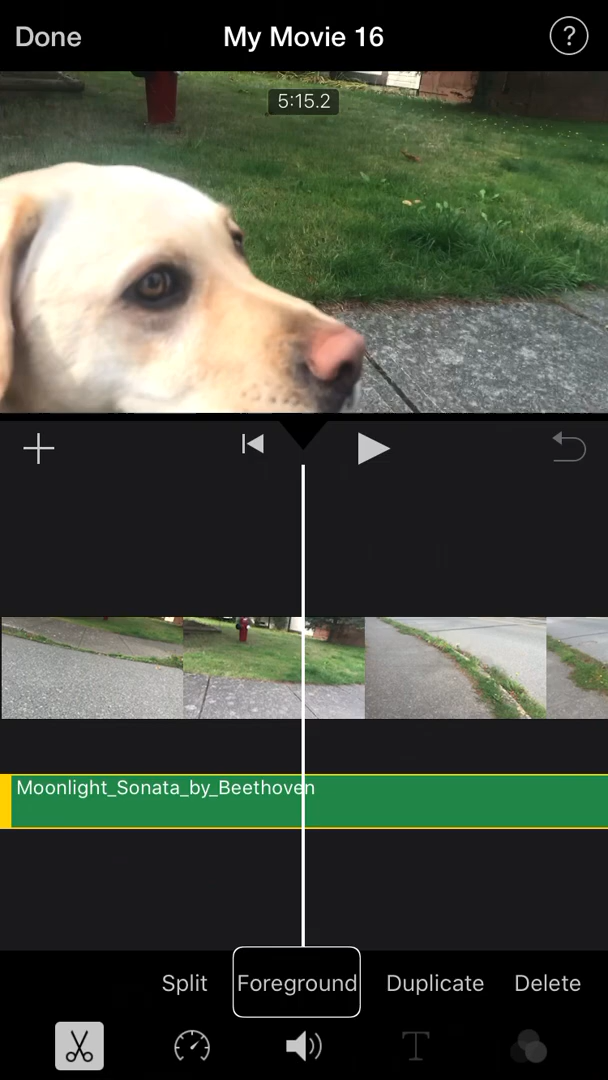 Done
My Movie 16
?
5:15.2
Moonlight_Sonata_by_Beethoven
Split
Foreground
Duplicate
Delete
T